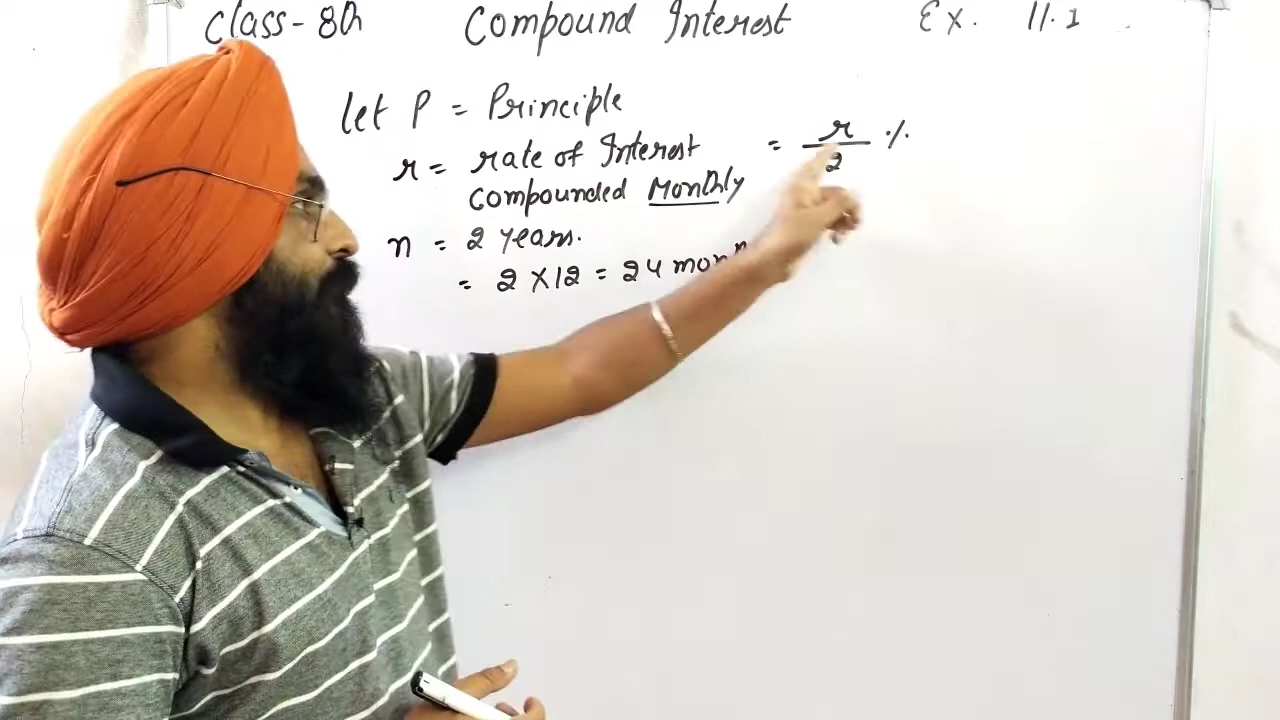 Class-8th Compound Interest Ex. 11.1
let P = Principle
r = rate of Interest = r/2 %
Compounded Monthly
n = 2 years.
= 2 X 12 = 24